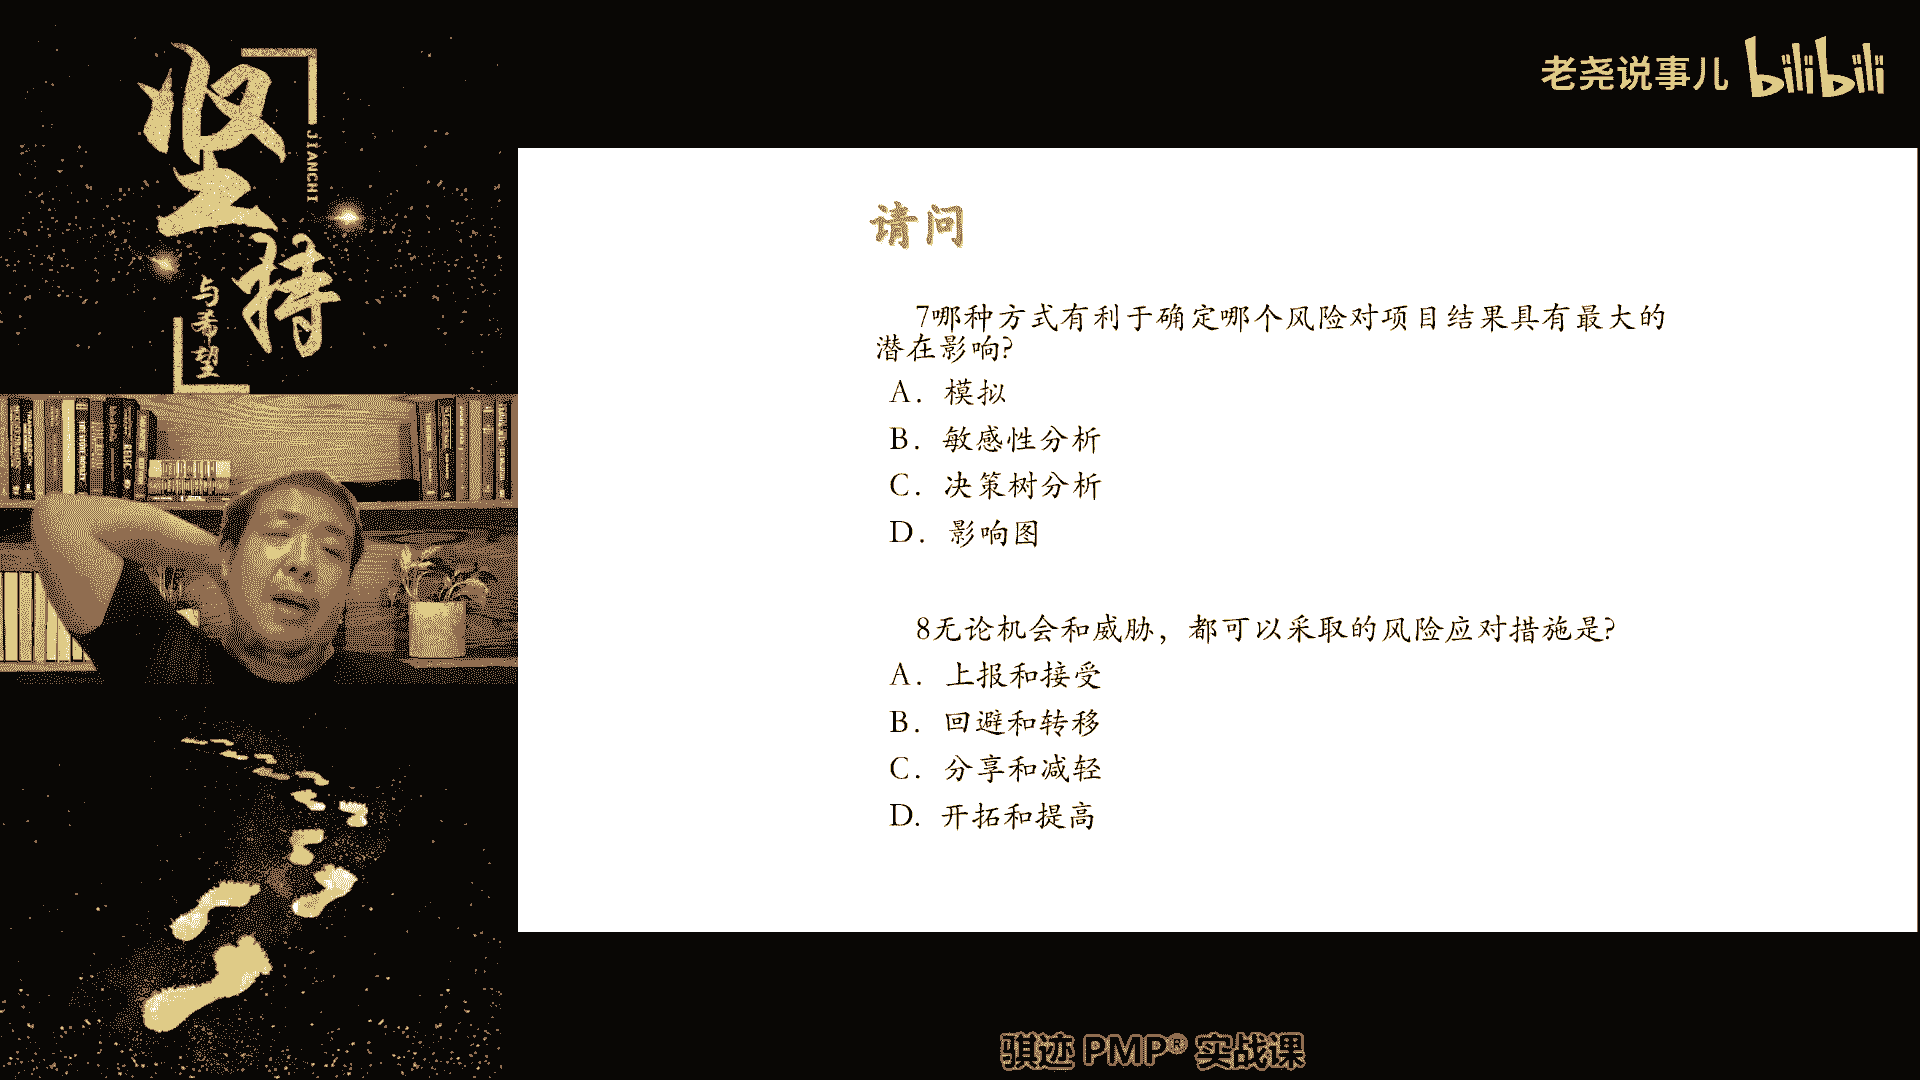 坚持
JIANCHI
与希望
老尧说事儿 bilibili
请问
7哪种方式有利于确定哪个风险对项目结果具有最大的
潜在影响?
A. 模拟
B. 敏感性分析
C. 决策树分析
D. 影响图
8无论机会和威胁，都可以采取的风险应对措施是?
A. 上报和接受
B. 回避和转移
C. 分享和减轻
D. 开拓和提高
骐迹 PMP® 实战课